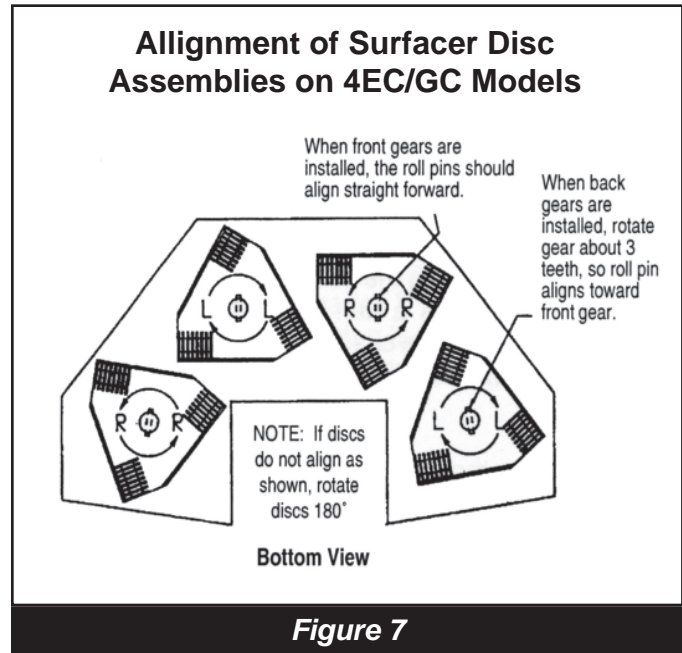 Allignment of Surfacer Disc
Assemblies on 4EC/GC Models
When front gears are
installed, the roll pins should
align straight forward.
When back
gears are
installed, rotate
gear about 3
teeth, so roll pin
aligns toward
front gear.
L L
R R
R R
L L
NOTE: If discs
do not align as
shown, rotate
discs 180°
Bottom View
Figure 7